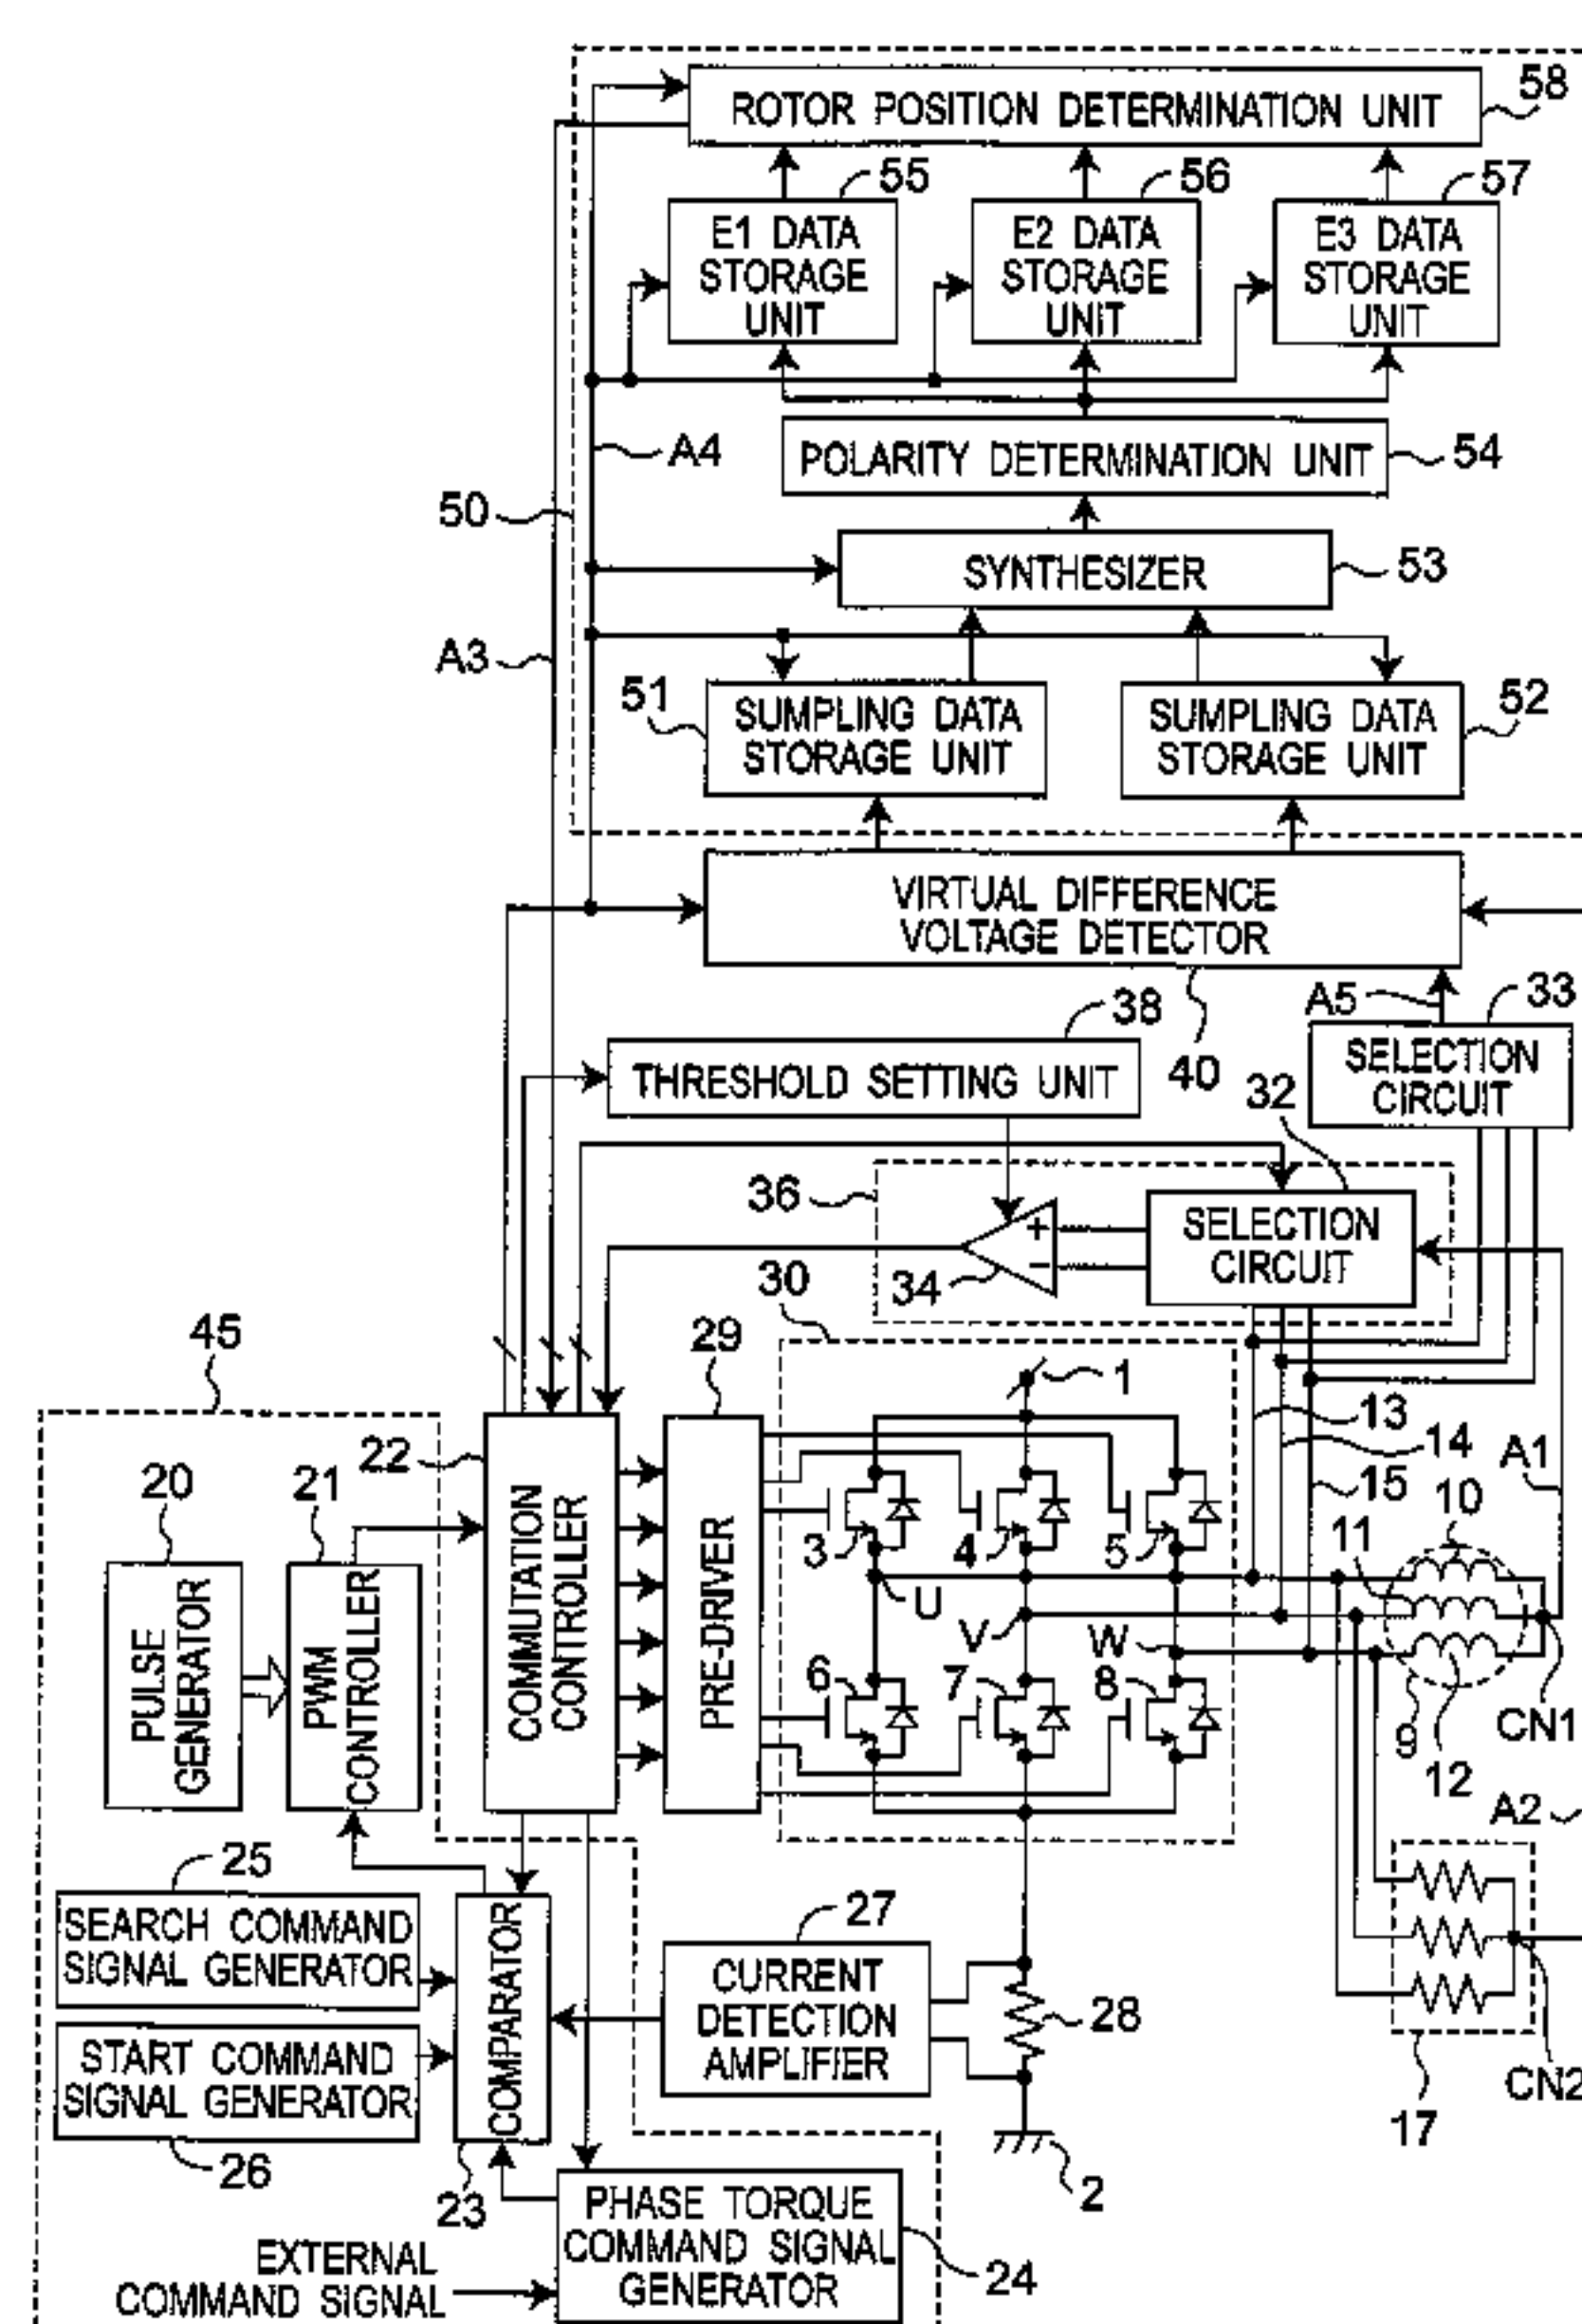 58
ROTOR POSITION DETERMINATION UNIT
55
56
57
E1 DATA
STORAGE
UNIT
E2 DATA
STORAGE
UNIT
E3 DATA
STORAGE
UNIT
A4
POLARITY DETERMINATION UNIT
54
50
SYNTHESIZER
53
A3
51
SUMPLING DATA
STORAGE UNIT
SUMPLING DATA
STORAGE UNIT
52
VIRTUAL DIFFERENCE
VOLTAGE DETECTOR
40
A5
33
38
THRESHOLD SETTING UNIT
SELECTION
CIRCUIT
32
36
+
−
34
SELECTION
CIRCUIT
30
45
29
1
13
14
15
A1
10
11
22
20
21
PULSE
GENERATOR
PWM
CONTROLLER
COMMUTATION
CONTROLLER
PRE-DRIVER
3
4
5
U
V
W
6
7
8
9
12
CN1
A2
25
SEARCH COMMAND
SIGNAL GENERATOR
START COMMAND
SIGNAL GENERATOR
26
COMPARATOR
23
27
CURRENT
DETECTION
AMPLIFIER
28
2
17
CN2
PHASE TORQUE
COMMAND SIGNAL
GENERATOR
24
EXTERNAL
COMMAND SIGNAL